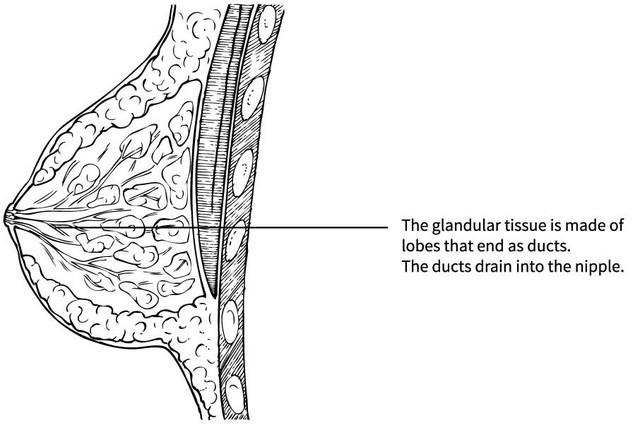 The glandular tissue is made of
lobes that end as ducts.
The ducts drain into the nipple.